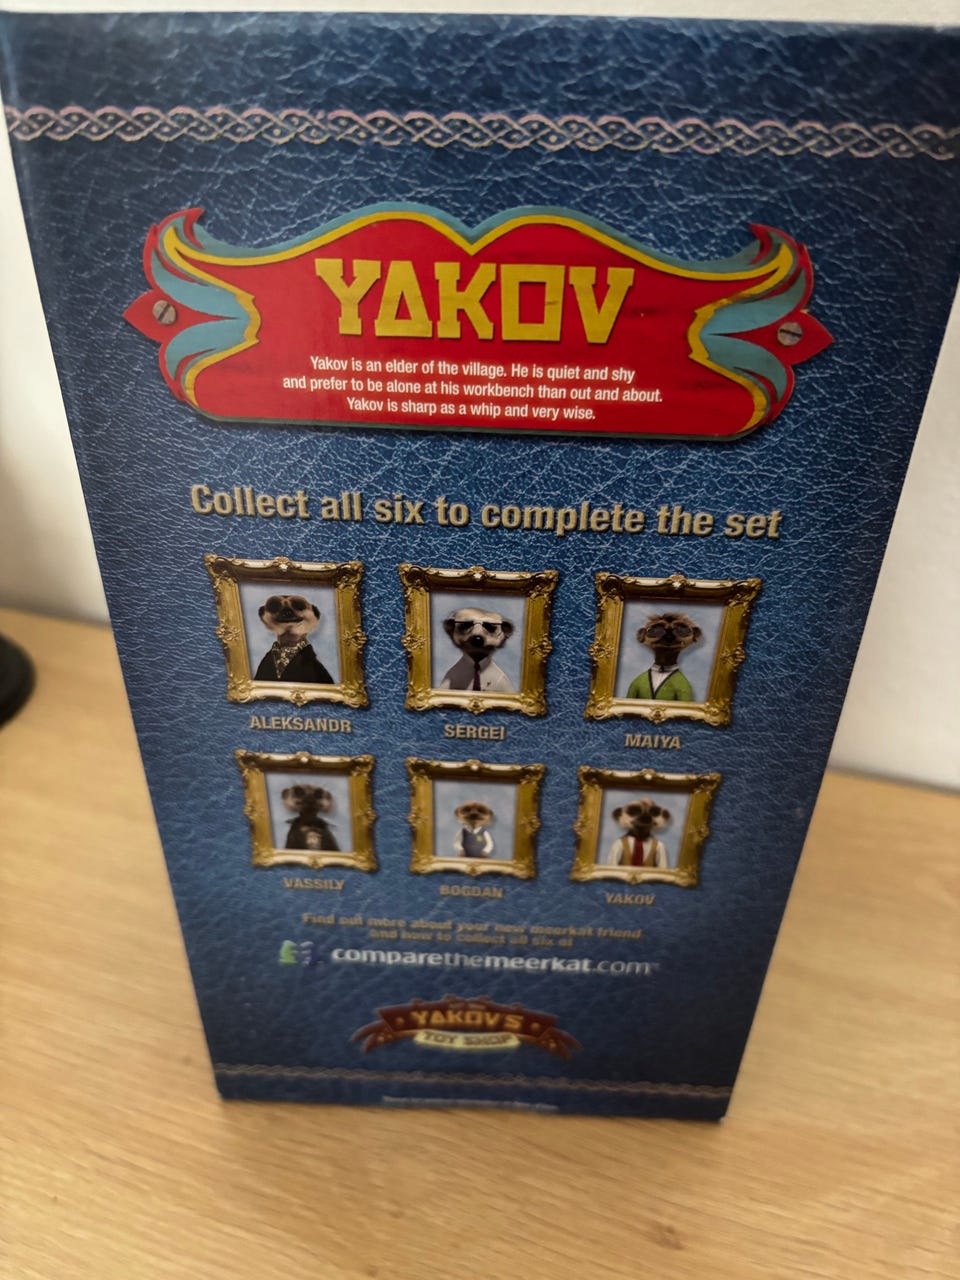 YAKOV
Yakov is an elder of the village. He is quiet and shy
and prefer to be alone at his workbench than out and about.
Yakov is sharp as a whip and very wise.
Collect all six to complete the set
ALEKSANDR
SERGEI
MAIYA
VASSILY
BOGDAN
YAKOV
Find out more about your new meerkat friend
and how to collect all six at
comparethemeerkat.com
YAKOV'S
TOY SHOP